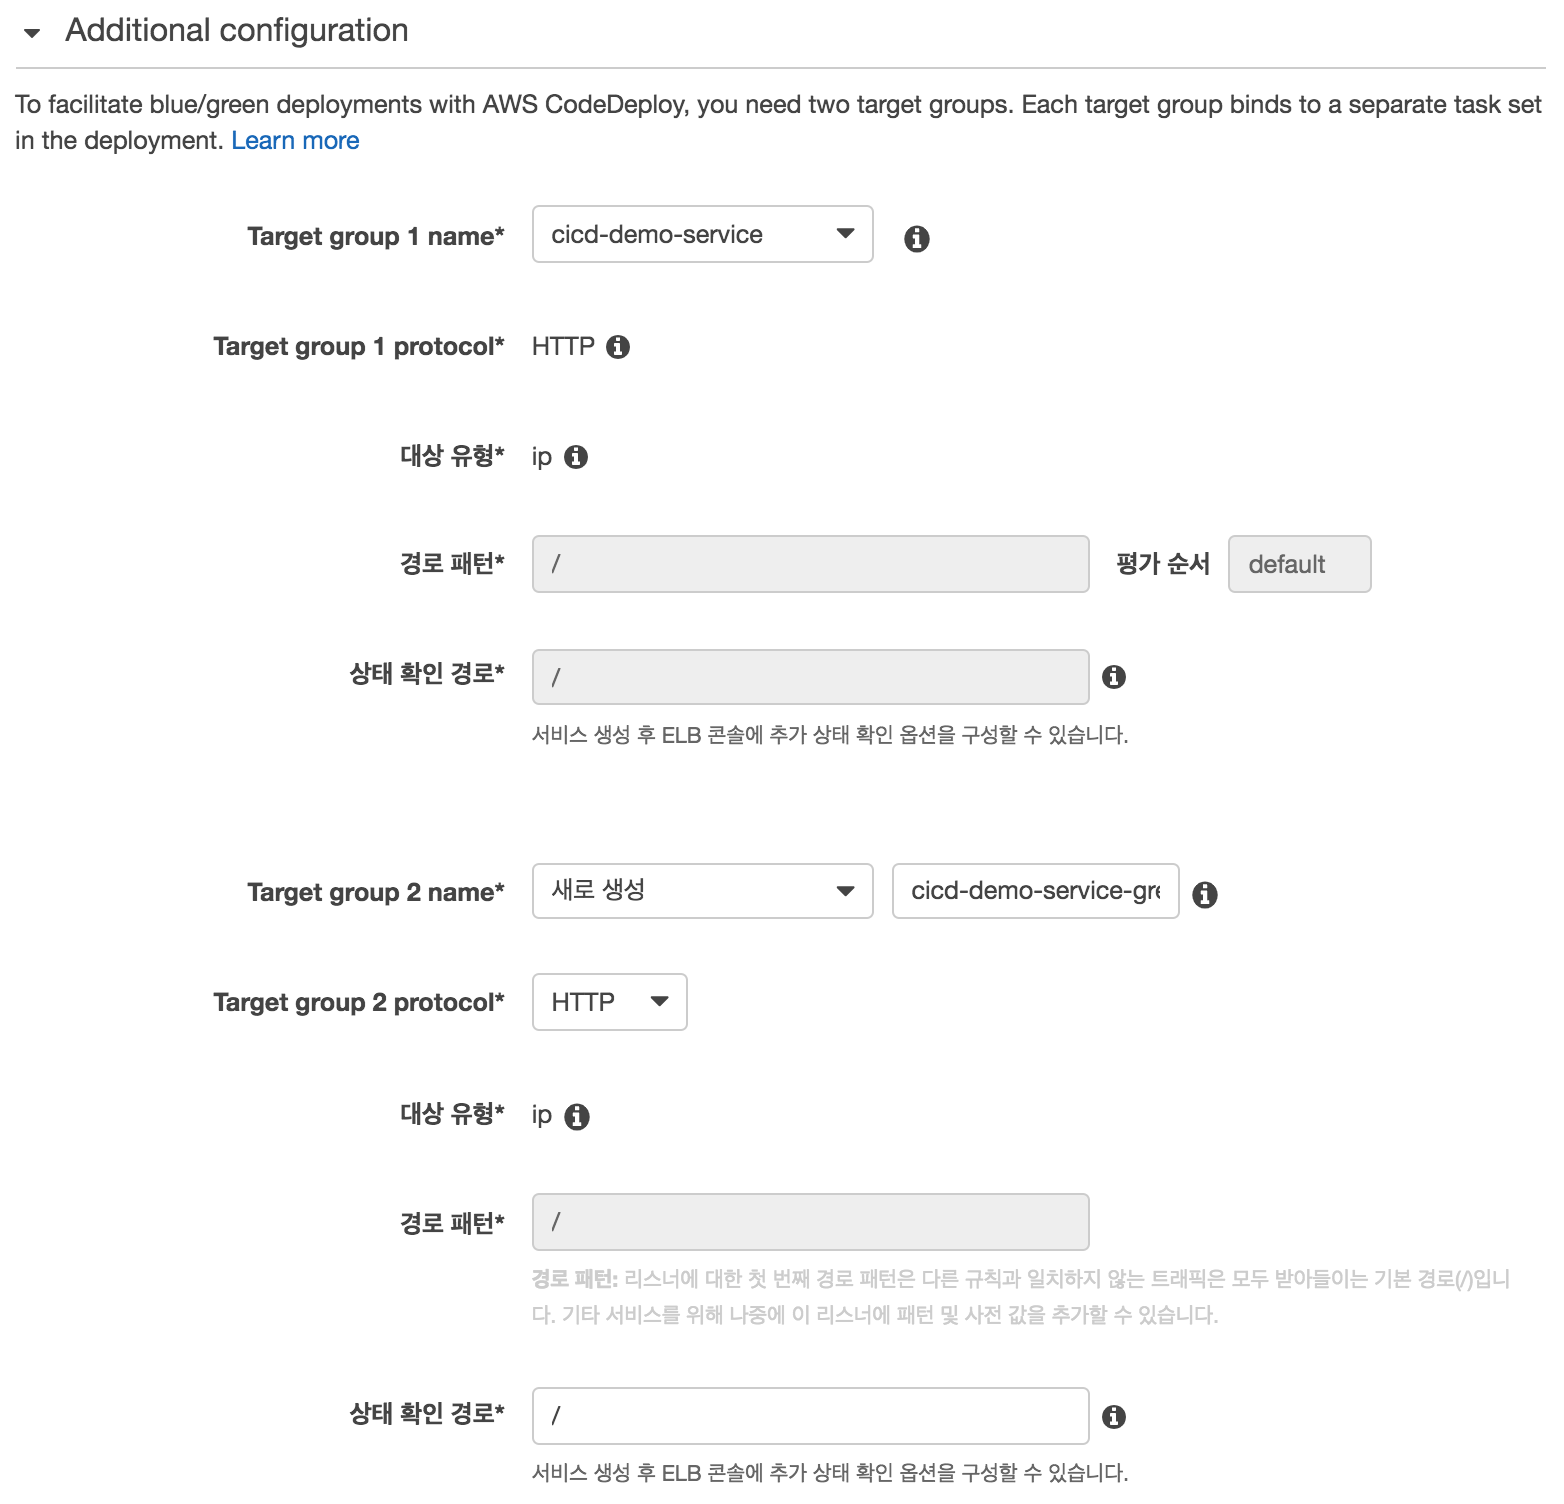 Additional configuration
To facilitate blue/green deployments with AWS CodeDeploy, you need two target groups. Each target group binds to a separate task set
in the deployment. Learn more
Target group 1 name* cicd-demo-service
Target group 1 protocol* HTTP
대상 유형* ip
경로 패턴* / 평가 순서 default
상태 확인 경로* /
서비스 생성 후 ELB 콘솔에 추가 상태 확인 옵션을 구성할 수 있습니다.
Target group 2 name* 새로 생성 cicd-demo-service-gre
Target group 2 protocol* HTTP
대상 유형* ip
경로 패턴* /
경로 패턴: 리스너에 대한 첫 번째 경로 패턴은 다른 규칙과 일치하지 않는 트래픽은 모두 받아들이는 기본 경로(/)입니
다. 기타 서비스를 위해 나중에 이 리스너에 패턴 및 사전 값을 추가할 수 있습니다.
상태 확인 경로* /
서비스 생성 후 ELB 콘솔에 추가 상태 확인 옵션을 구성할 수 있습니다.